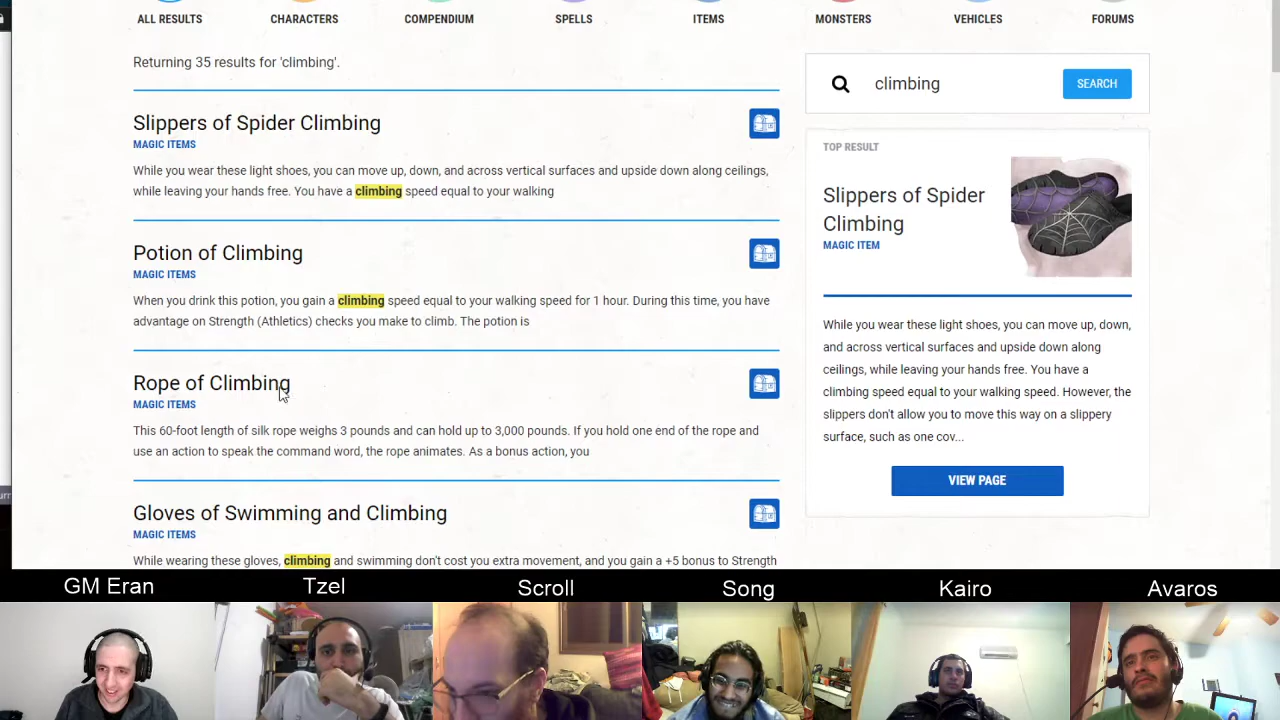 ALL RESULTS
CHARACTERS
COMPENDIUM
SPELLS
ITEMS
MONSTERS
VEHICLES
FORUMS
Returning 35 results for 'climbing'.
Slippers of Spider Climbing
MAGIC ITEMS
While you wear these light shoes, you can move up, down, and across vertical surfaces and upside down along ceilings,
while leaving your hands free. You have a climbing speed equal to your walking
Potion of Climbing
MAGIC ITEMS
When you drink this potion, you gain a climbing speed equal to your walking speed for 1 hour. During this time, you have
advantage on Strength (Athletics) checks you make to climb. The potion is
Rope of Climbing
MAGIC ITEMS
This 60-foot length of silk rope weighs 3 pounds and can hold up to 3,000 pounds. If you hold one end of the rope and
use an action to speak the command word, the rope animates. As a bonus action, you
Gloves of Swimming and Climbing
MAGIC ITEMS
While wearing these gloves, climbing and swimming don't cost you extra movement, and you gain a +5 bonus to Strength
climbing
SEARCH
TOP RESULT
Slippers of Spider
Climbing
MAGIC ITEM
While you wear these light shoes, you can move up, down,
and across vertical surfaces and upside down along
ceilings, while leaving your hands free. You have a
climbing speed equal to your walking speed. However, the
slippers don't allow you to move this way on a slippery
surface, such as one cov...
VIEW PAGE
GM Eran
Tzel
Scroll
Song
Kairo
Avaros